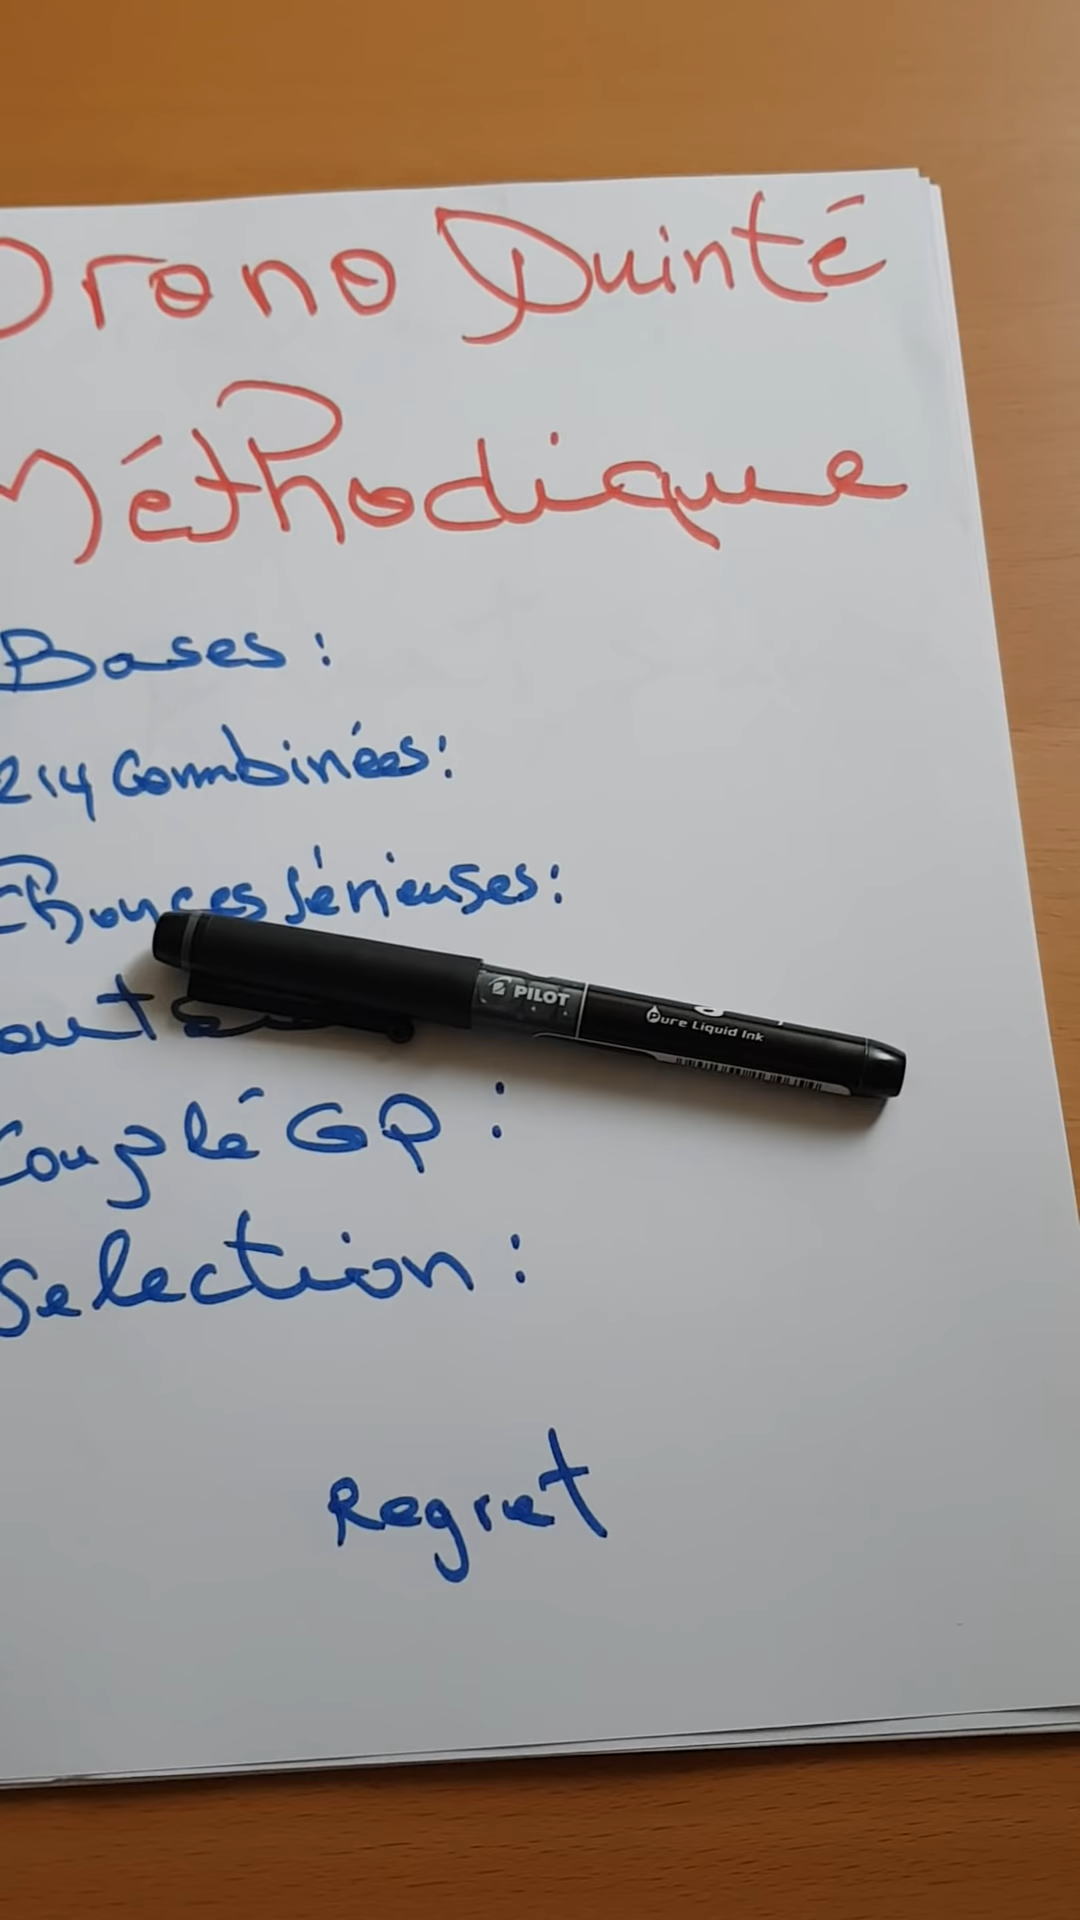 Prono Quinté
Méthodique
Bases:
2/4 Combinées:
Chances sérieuses:
PILOT
Pure Liquid Ink
Couplé GP:
Selection:
Regret